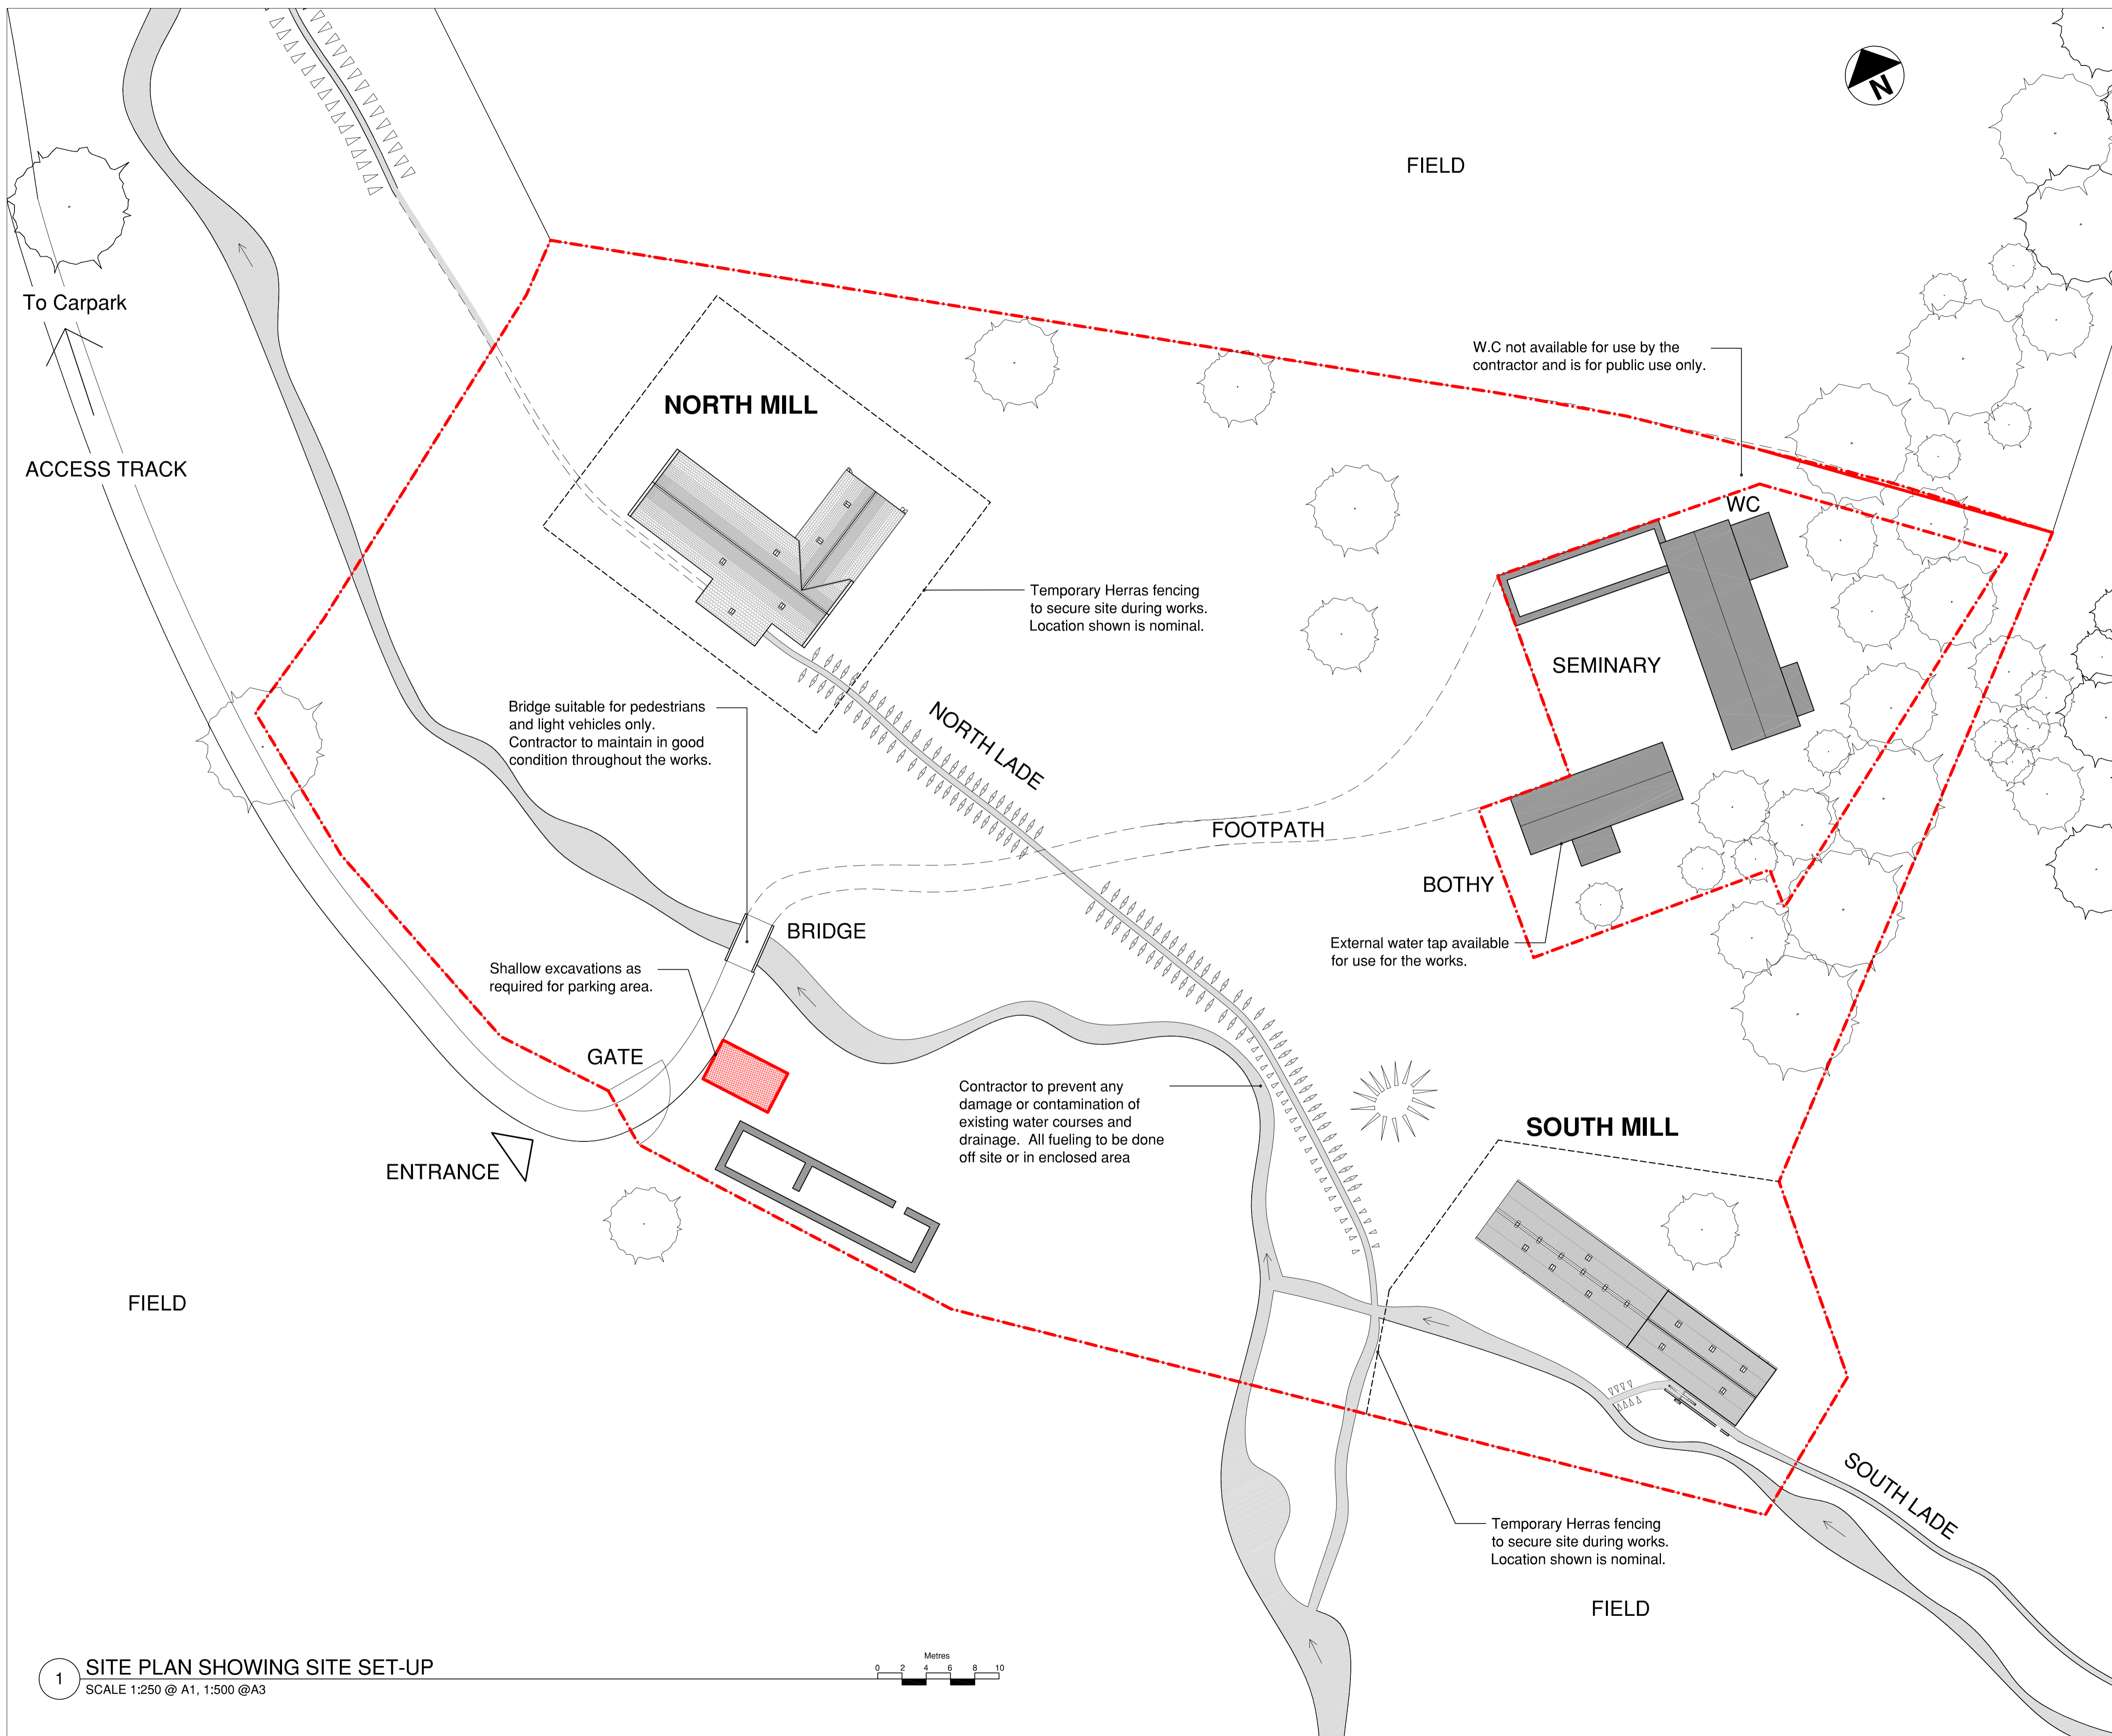 N
FIELD
To Carpark
W.C not available for use by the
contractor and is for public use only.
NORTH MILL
ACCESS TRACK
WC
Temporary Herras fencing
to secure site during works.
Location shown is nominal.
SEMINARY
Bridge suitable for pedestrians
and light vehicles only.
Contractor to maintain in good
condition throughout the works.
NORTH LADE
FOOTPATH
BOTHY
BRIDGE
External water tap available
for use for the works.
Shallow excavations as
required for parking area.
GATE
Contractor to prevent any
damage or contamination of
existing water courses and
drainage. All fueling to be done
off site or in enclosed area
SOUTH MILL
ENTRANCE
FIELD
SOUTH LADE
Temporary Herras fencing
to secure site during works.
Location shown is nominal.
FIELD
1 SITE PLAN SHOWING SITE SET-UP
SCALE 1:250 @ A1, 1:500 @A3
Metres
0 2 4 6 8 10